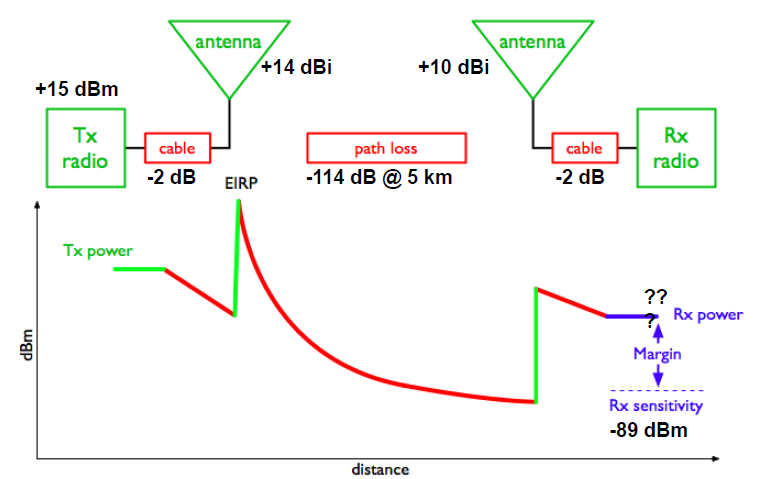 antenna
antenna
+14 dBi
+10 dBi
+15 dBm
Tx
radio
cable
path loss
cable
Rx
radio
-2 dB
-114 dB @ 5 km
-2 dB
EIRP
Tx power
??
?
Rx power
Margin
Rx sensitivity
-89 dBm
dBm
distance